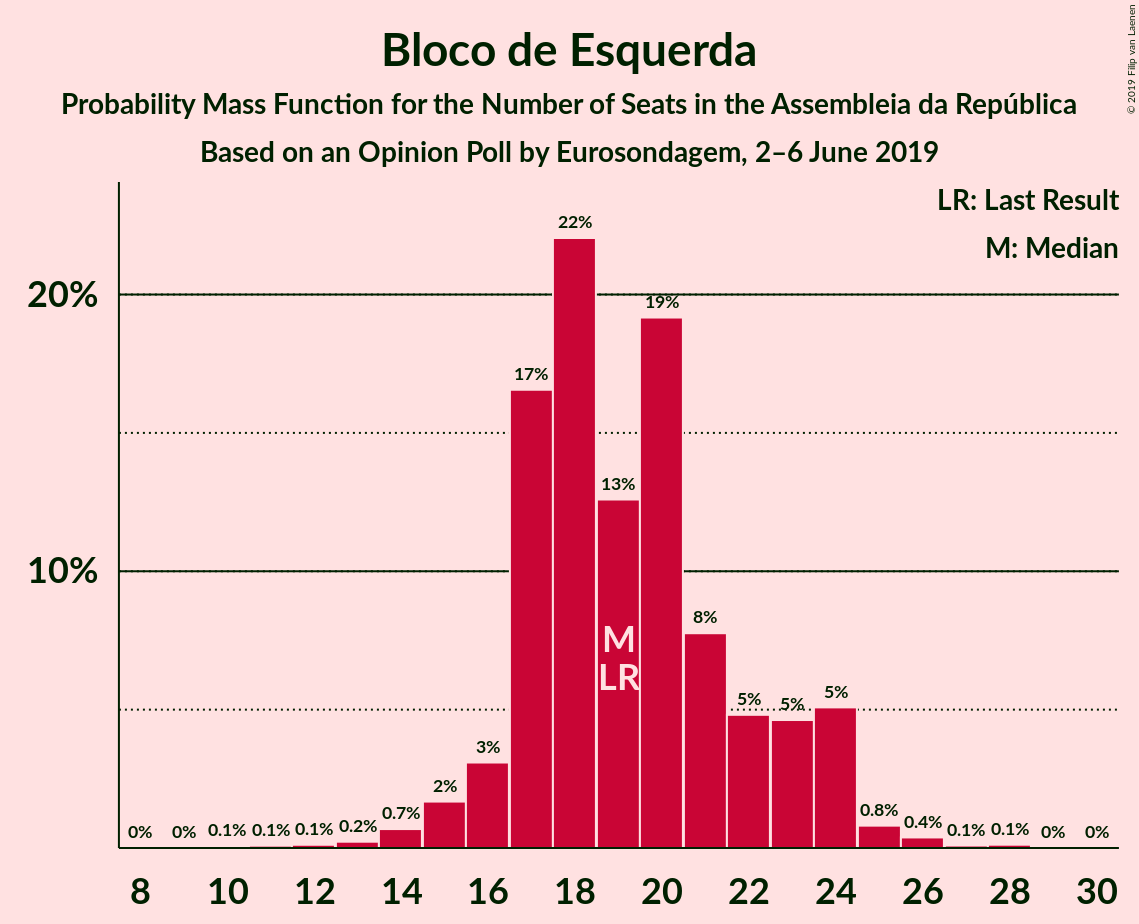 Bloco de Esquerda
Probability Mass Function for the Number of Seats in the Assembleia da República
Based on an Opinion Poll by Eurosondagem, 2–6 June 2019
© 2019 Filip van Laenen
LR: Last Result
M: Median
20%
10%
0% 0% 0.1% 0.1% 0.1% 0.2% 0.7% 2% 3% 17% 22% 13% 19% 8% 5% 5% 5% 0.8% 0.4% 0.1% 0.1% 0% 0%
M
LR
8 10 12 14 16 18 20 22 24 26 28 30